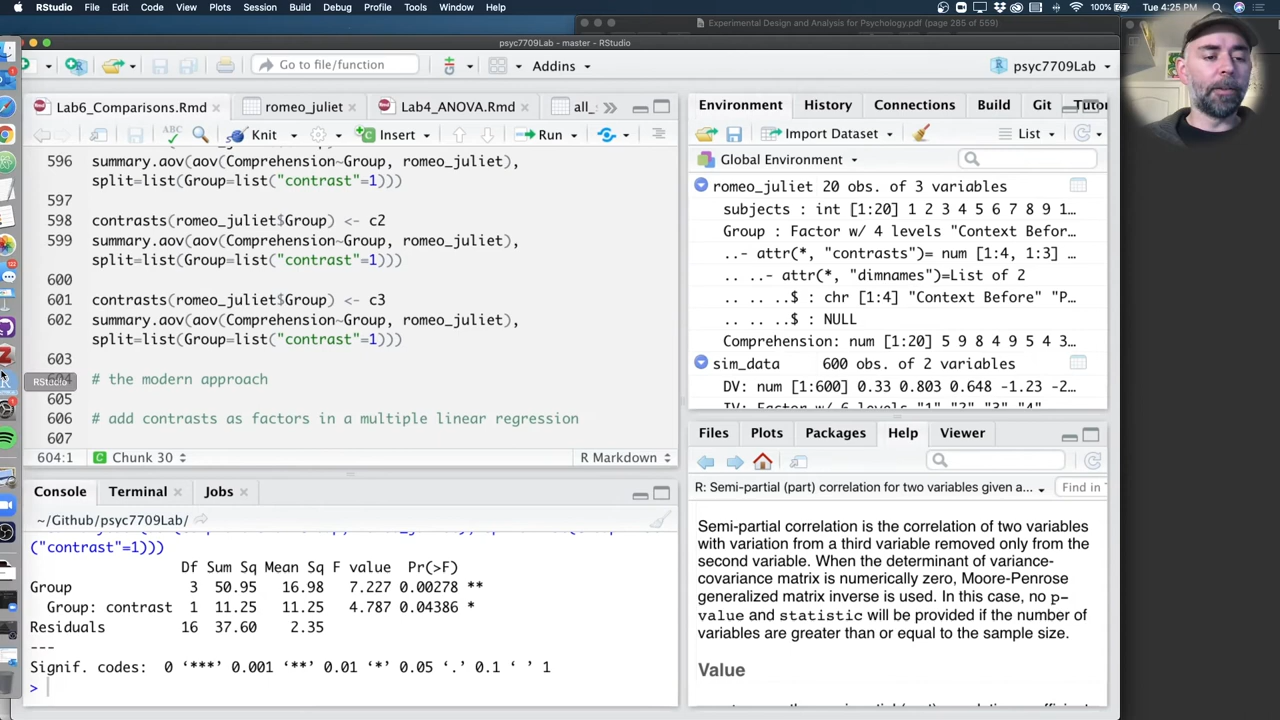 RStudio File Edit Code View Plots Session Build Debug Profile Tools Window Help
100% Tue 4:25 PM
Experimental Design and Analysis for Psychology.pdf (page 285 of 559)
psyc7709Lab - master - RStudio
Go to file/function Addins psyc7709Lab
Lab6_Comparisons.Rmd romeo_juliet Lab4_ANOVA.Rmd all_
ABC Knit Insert Run
596 summary.aov(aov(Comprehension~Group, romeo_juliet),
split=list(Group=list("contrast"=1)))
597
598 contrasts(romeo_juliet$Group) <- c2
599 summary.aov(aov(Comprehension~Group, romeo_juliet),
split=list(Group=list("contrast"=1)))
600
601 contrasts(romeo_juliet$Group) <- c3
602 summary.aov(aov(Comprehension~Group, romeo_juliet),
split=list(Group=list("contrast"=1)))
603
# the modern approach
RStudio
605
606 # add contrasts as factors in a multiple linear regression
607
604:1 Chunk 30 R Markdown
Console Terminal Jobs
~/Github/psyc7709Lab/
("contrast"=1)))
Df Sum Sq Mean Sq F value Pr(>F)
Group 3 50.95 16.98 7.227 0.00278 **
Group: contrast 1 11.25 11.25 4.787 0.04386 *
Residuals 16 37.60 2.35
---
Signif. codes: 0 ‘***’ 0.001 ‘**’ 0.01 ‘*’ 0.05 ‘.’ 0.1 ‘ ’ 1
>
Environment History Connections Build Git Tutor
Import Dataset List
Global Environment
romeo_juliet 20 obs. of 3 variables
subjects : int [1:20] 1 2 3 4 5 6 7 8 9 1…
Group : Factor w/ 4 levels "Context Befor…
..- attr(*, "contrasts")= num [1:4, 1:3] …
.. ..- attr(*, "dimnames")=List of 2
.. .. ..$ : chr [1:4] "Context Before" "P…
.. .. ..$ : NULL
Comprehension: num [1:20] 5 9 8 4 9 5 4 3…
sim_data 600 obs. of 2 variables
DV: num [1:600] 0.33 0.803 0.648 -1.23 -2…
IV: Factor w/ 6 levels "1" "2" "3" "4"
Files Plots Packages Help Viewer
R: Semi-partial (part) correlation for two variables given a... Find in
Semi-partial correlation is the correlation of two variables
with variation from a third variable removed only from the
second variable. When the determinant of variance-
covariance matrix is numerically zero, Moore-Penrose
generalized matrix inverse is used. In this case, no p-
value and statistic will be provided if the number of
variables are greater than or equal to the sample size.
Value